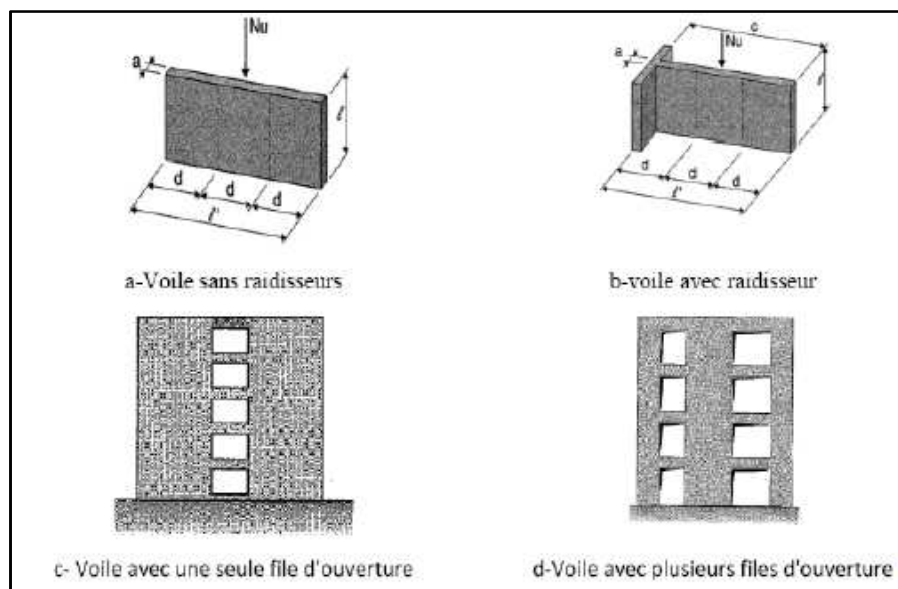 Nu
a
ℓ
d d d
ℓ'
a-Voile sans raidisseurs
c
Nu
a
ℓ
d d d
ℓ'
b-voile avec raidisseur
c- Voile avec une seule file d'ouverture
d-Voile avec plusieurs files d'ouverture